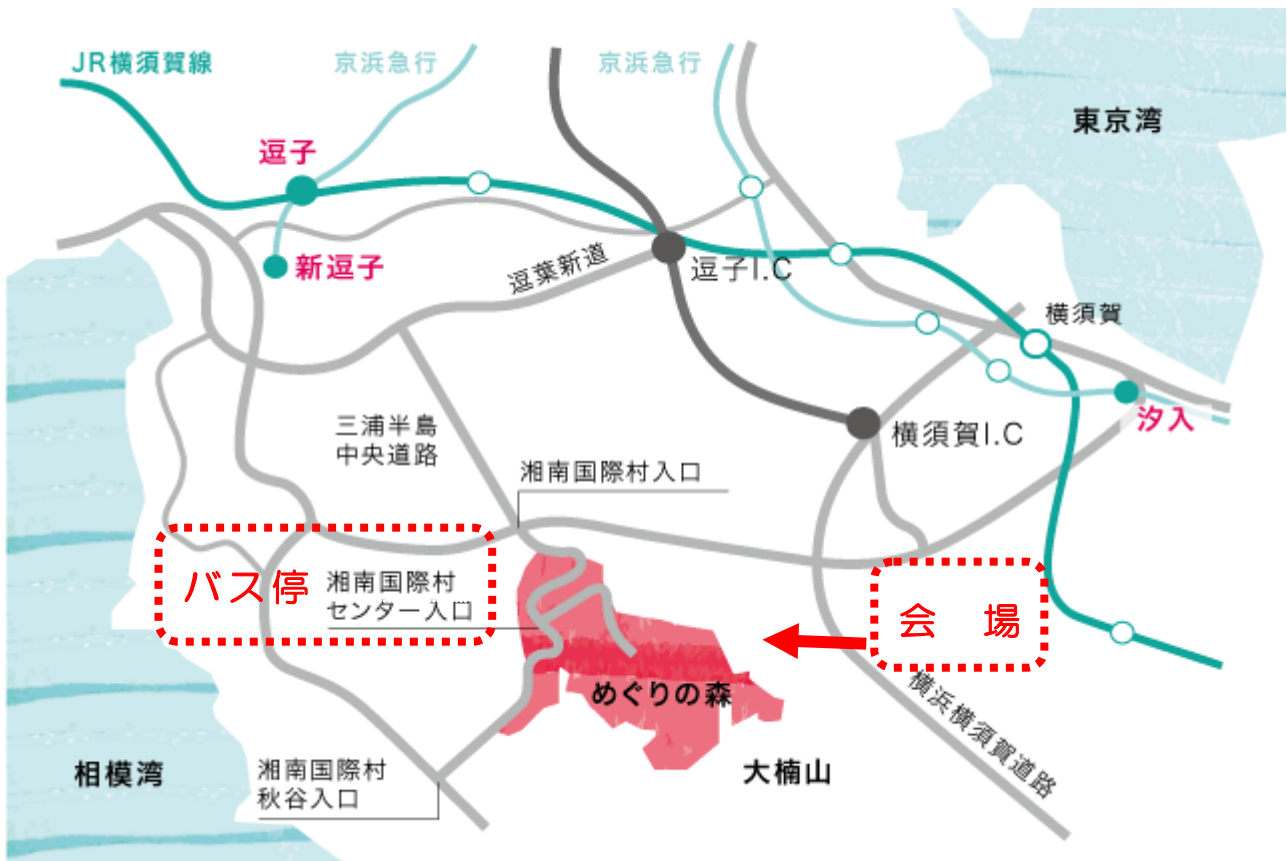 JR横須賀線
京浜急行
京浜急行
東京湾
逗子
新逗子
逗葉新道
逗子I.C
横須賀
汐入
三浦半島
中央道路
横須賀I.C
湘南国際村入口
バス停
湘南国際村
センター入口
会 場
めぐりの森
横浜横須賀道路
相模湾
湘南国際村
秋谷入口
大楠山